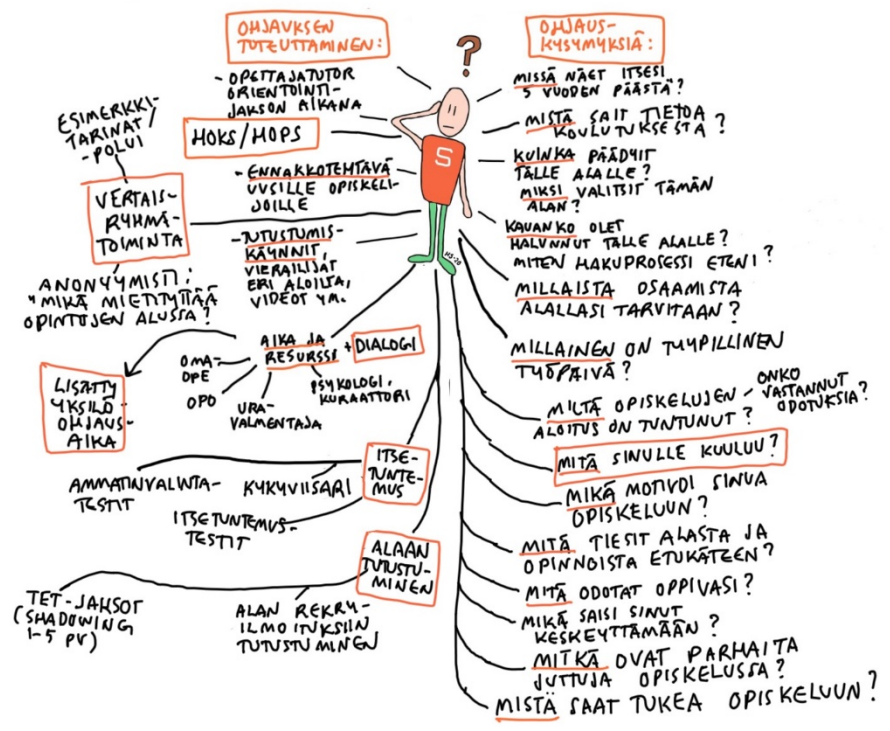 OHJAUKSEN
TOTEUTTAMINEN:
- OPETTAJATUTOR
ORIENTOINTI-
JAKSON AIKANA
HOKS/HOPS
- ENNAKKOTEHTÄVÄ
UUSILLE OPISKELI-
JOILLE
- TUTUSTUMIS-
KÄYNNIT,
VIERAILIJAT
ERI ALOILTA,
VIDEOT YM.
ESIMERKKI-
TARINAT/
-POLUT
VERTAIS-
RYHMÄ-
TOIMINTA
ANONYYMISTI:
"MIKÄ MIETITYTTÄÄ
OPINTOJEN ALUSSA?
AIKA JA
RESURSSI + DIALOGI
OMA-
OPE
OPO
URA-
VALMENTAJA
PSYKOLOGI,
KURAATTORI
LISÄTTY
YKSILÖ-
OHJAUS-
AIKA
ITSE-
TUNTE-
MUS
AMMATINVALINTA-
TESTIT
KYKYVIISARI
ITSETUNTEMUS-
TESTIT
ALAAN
TUTUSTU-
MINEN
TET-JAKSOT
(SHADOWING
1-5 PV)
ALAN REKRY-
ILMOITUKSIIN
TUTUSTUMINEN
?
S
OHJAUS-
KYSYMYKSIÄ:
MISSÄ NÄET ITSESI
5 VUODEN PÄÄSTÄ?
MISTÄ SAIT TIETOA
KOULUTUKSESTA?
KUINKA PÄÄDYIT
TÄLLE ALALLE?
MIKSI VALITSIT TÄMÄN
ALAN?
KAUANKO OLET
HALUNNUT TÄLLE ALALLE?
MITEN HAKUPROSESSI ETENI?
MILLAISTA OSAAMISTA
ALALLASI TARVITAAN?
MILLAINEN ON TYYPILLINEN
TYÖPÄIVÄ?
MILTÄ OPISKELUJEN
ALOITUS ON TUNTUNUT?
ONKO
VASTANNUT
ODOTUKSIA?
MITÄ SINULLE KUULUU?
MIKÄ MOTIVOI SINUA
OPISKELUUN?
MITÄ TIESIT ALASTA JA
OPINNOISTA ETUKÄTEEN?
MITÄ ODOTAT OPPIVASI?
MIKÄ SAISI SINUT
KESKEYTTÄMÄÄN?
MITKÄ OVAT PARHAITA
JUTTUJA OPISKELUSSA?
MISTÄ SAAT TUKEA OPISKELUUN?